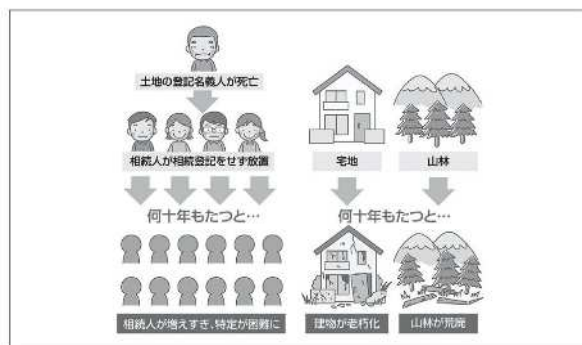 土地の登記名義人が死亡
相続人が相続登記をせず放置
何十年もたつと…
相続人が増えすぎ、特定が困難に
宅地
山林
何十年もたつと…
建物が老朽化
山林が荒廃